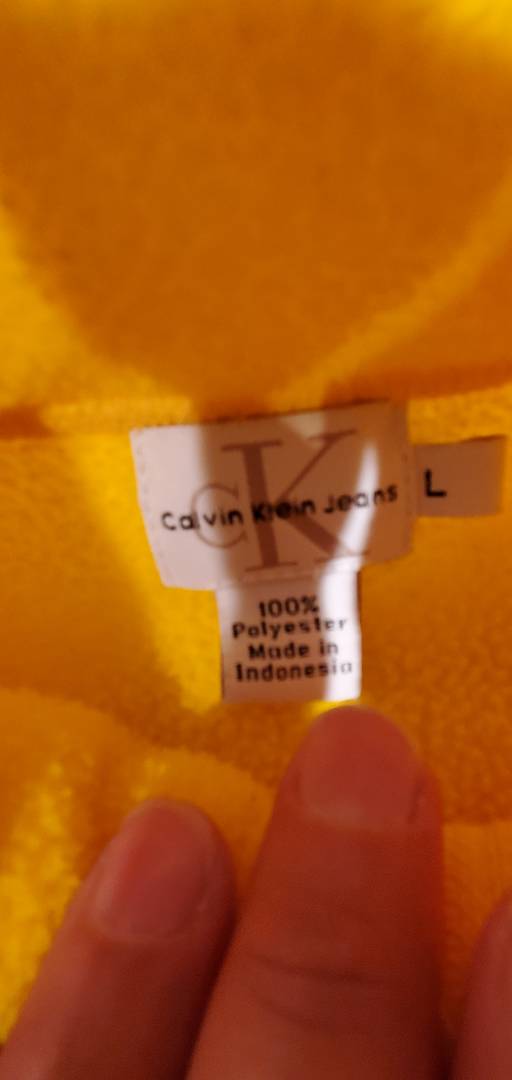 CK
Calvin Klein Jeans
L
100%
Polyester
Made in
Indonesia